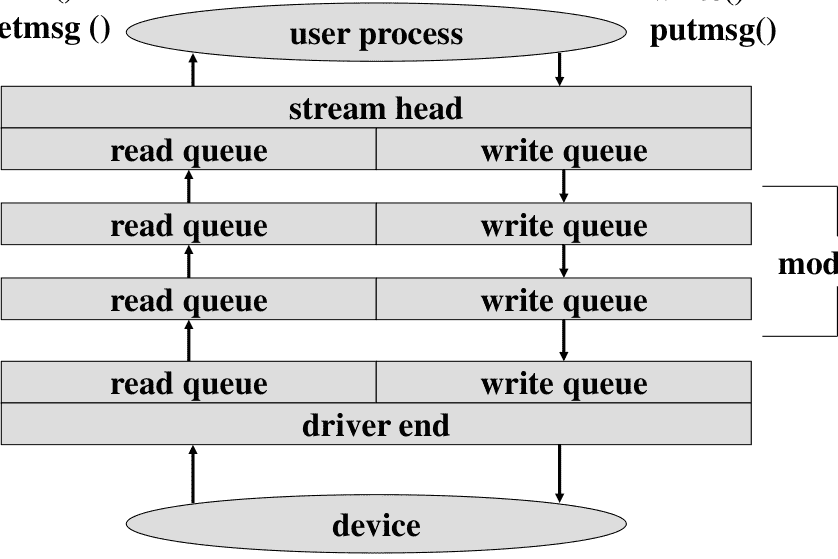 etmsg ()
user process
putmsg()
stream head
read queue write queue
read queue write queue
mod
read queue write queue
read queue write queue
driver end
device